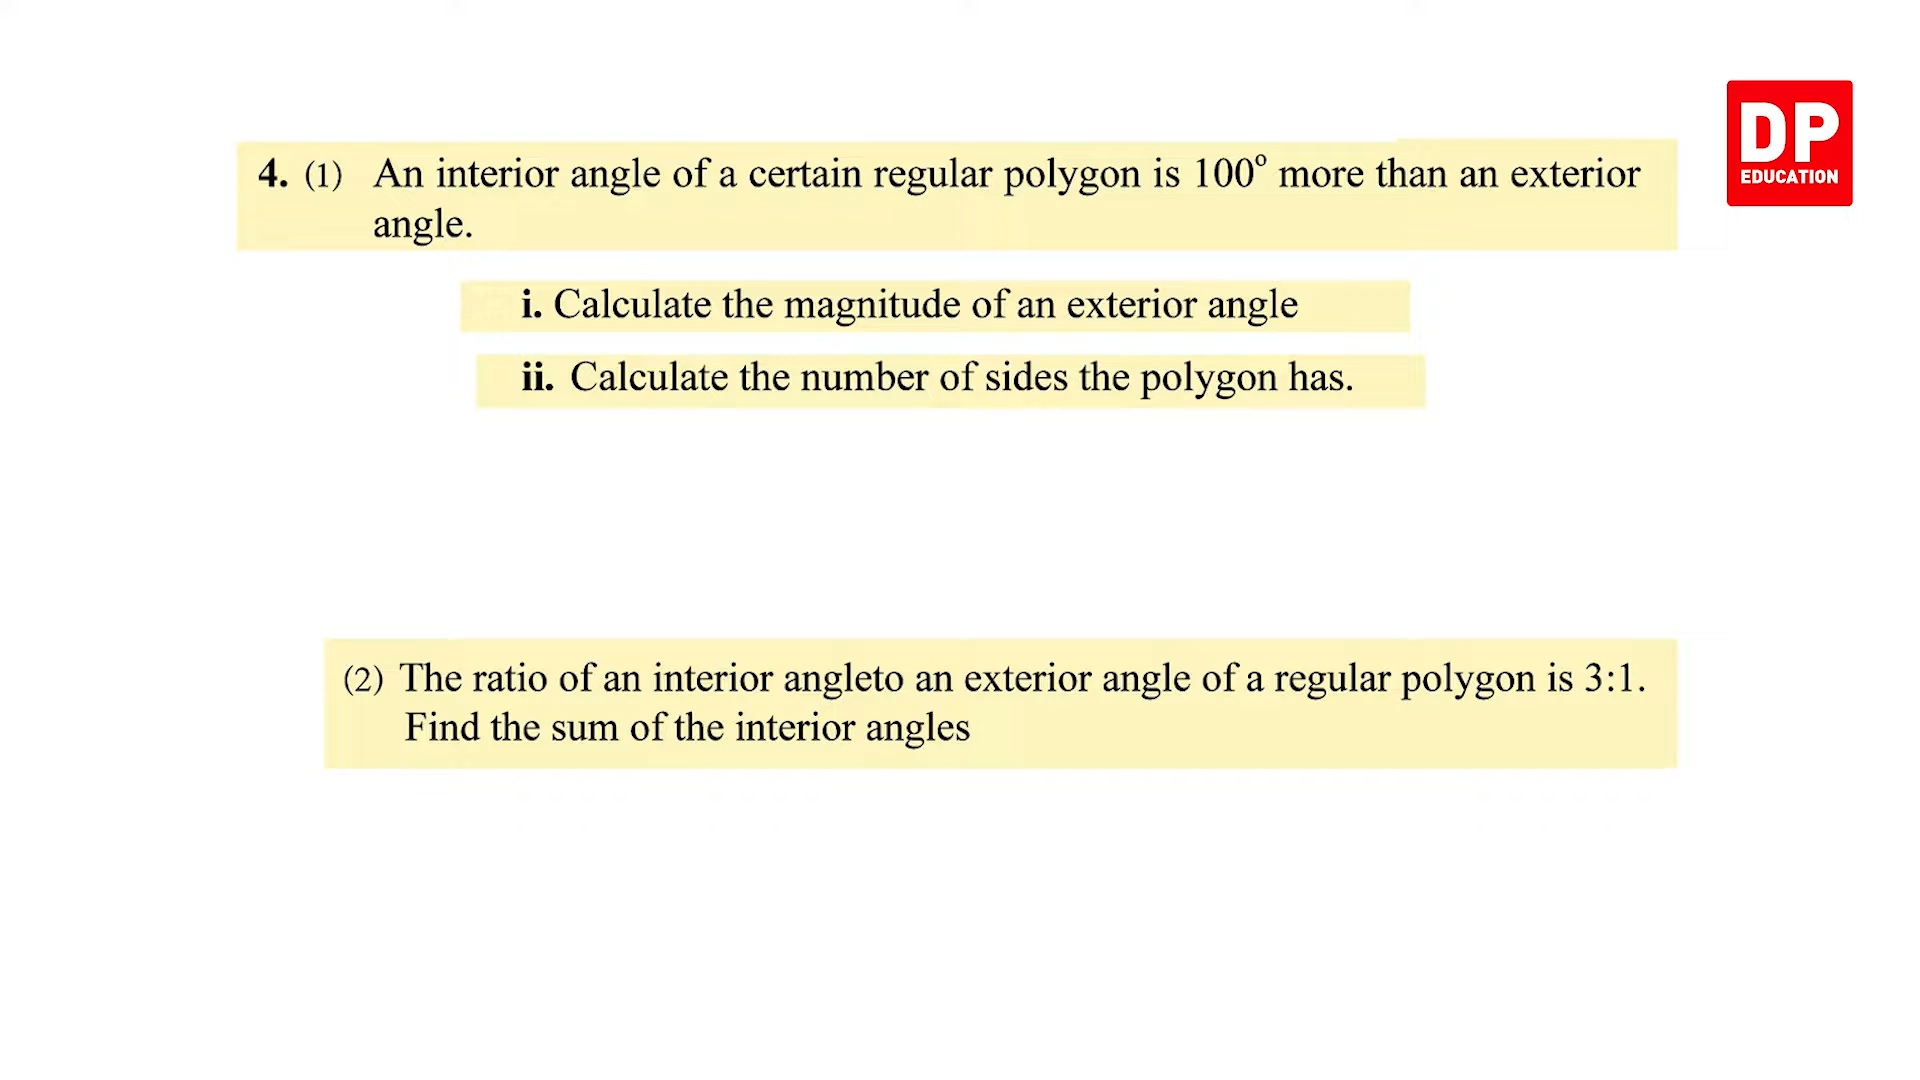 DP
EDUCATION
4. (1) An interior angle of a certain regular polygon is 100° more than an exterior
angle.
i. Calculate the magnitude of an exterior angle
ii. Calculate the number of sides the polygon has.
(2) The ratio of an interior angleto an exterior angle of a regular polygon is 3:1.
Find the sum of the interior angles